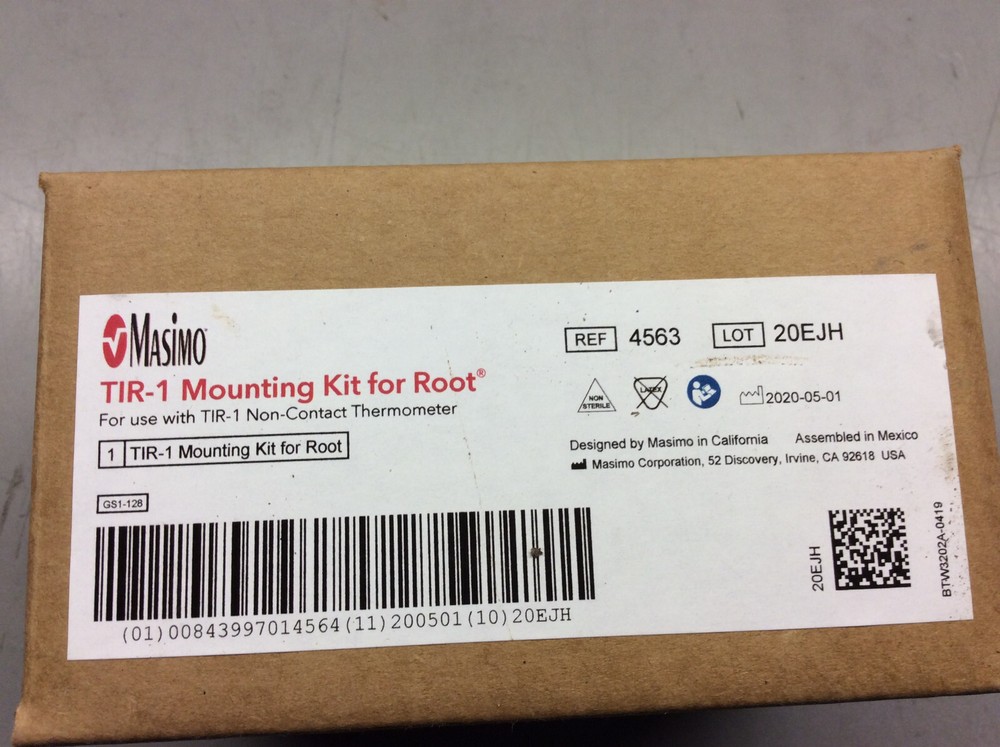 MASIMO
TIR-1 Mounting Kit for Root®
For use with TIR-1 Non-Contact Thermometer
1 TIR-1 Mounting Kit for Root
REF 4563 LOT 20EJH
NON
STERILE
LATEX
2020-05-01
Designed by Masimo in California Assembled in Mexico
Masimo Corporation, 52 Discovery, Irvine, CA 92618 USA
GS1-128
(01)00843997014564(11)200501(10)20EJH
20EJH
BTW3202A-0419